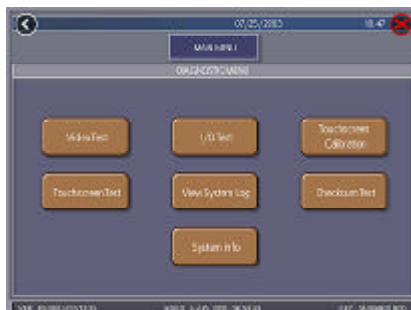 07/25/2003
MAIN MENU
DIAGNOSTIC MENU
Video Test
I/O Test
Touchscreen
Calibration
Touchscreen Test
View System Log
Checksum Test
System Info